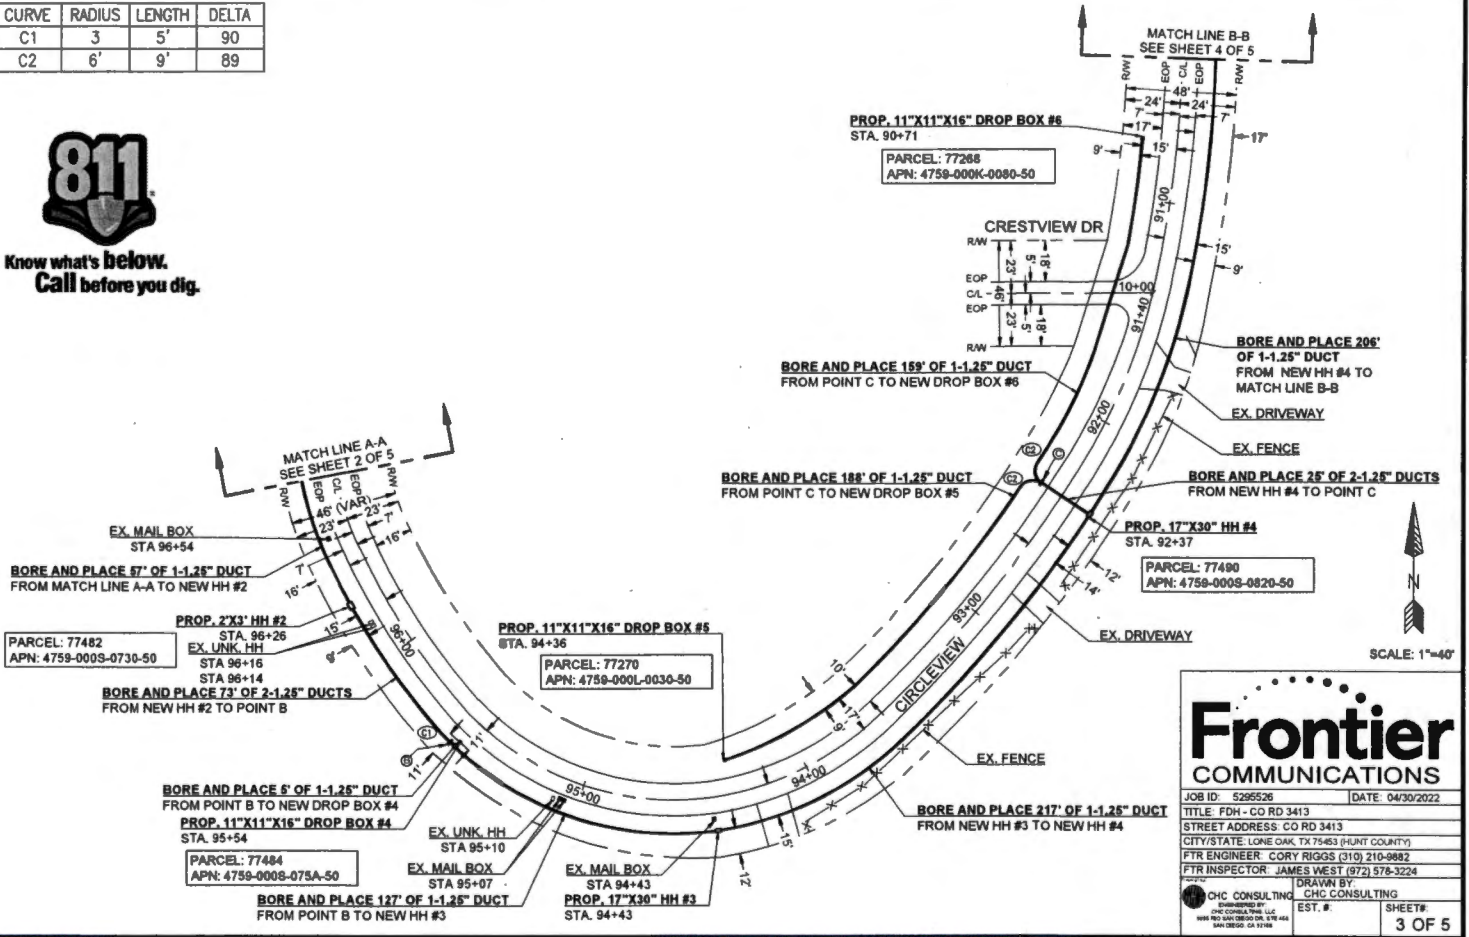 CURVE RADIUS LENGTH DELTA
C1 3 5' 90
C2 6' 9' 89
811
Know what's below.
Call before you dig.
MATCH LINE B-B
SEE SHEET 4 OF 5
R/W EOP C/L EOP R/W
48'
24' 24'
7' 7'
17' 17'
9' 15'
PROP. 11"X11"X16" DROP BOX #6
STA. 90+71
PARCEL: 77268
APN: 4759-000K-0080-50
91+00
CRESTVIEW DR
R/W
EOP
C/L
EOP
R/W
46'
23' 5' 18'
23' 5' 18'
10+00
91+40
15'
9'
BORE AND PLACE 206'
OF 1-1.25" DUCT
FROM NEW HH #4 TO
MATCH LINE B-B
BORE AND PLACE 159' OF 1-1.25" DUCT
FROM POINT C TO NEW DROP BOX #6
EX. DRIVEWAY
92+00
EX. FENCE
MATCH LINE A-A
SEE SHEET 2 OF 5
R/W EOP C/L EOP R/W
46' (VAR)
23' 23'
7'
16'
C2
C
C2
BORE AND PLACE 188' OF 1-1.25" DUCT
FROM POINT C TO NEW DROP BOX #5
BORE AND PLACE 25' OF 2-1.25" DUCTS
FROM NEW HH #4 TO POINT C
EX. MAIL BOX
STA 96+54
PROP. 17"X30" HH #4
STA. 92+37
BORE AND PLACE 57' OF 1-1.25" DUCT
FROM MATCH LINE A-A TO NEW HH #2
7'
16'
PARCEL: 77490
APN: 4759-000S-0820-50
12'
14'
N
PROP. 2'X3' HH #2
STA. 96+26
15'
9'
96+00
EX. UNK. HH
STA 96+16
STA 96+14
PARCEL: 77482
APN: 4759-000S-0730-50
PROP. 11"X11"X16" DROP BOX #5
STA. 94+36
PARCEL: 77270
APN: 4759-000L-0030-50
93+00
EX. DRIVEWAY
SCALE: 1"=40'
BORE AND PLACE 73' OF 2-1.25" DUCTS
FROM NEW HH #2 TO POINT B
10'
CIRCLEVIEW
17'
9'
C1
B
11'
11'
94+00
EX. FENCE
BORE AND PLACE 5' OF 1-1.25" DUCT
FROM POINT B TO NEW DROP BOX #4
95+00
BORE AND PLACE 217' OF 1-1.25" DUCT
FROM NEW HH #3 TO NEW HH #4
PROP. 11"X11"X16" DROP BOX #4
STA. 95+54
EX. UNK. HH
STA 95+10
15'
12'
PARCEL: 77484
APN: 4759-000S-075A-50
EX. MAIL BOX
STA 95+07
EX. MAIL BOX
STA 94+43
BORE AND PLACE 127' OF 1-1.25" DUCT
FROM POINT B TO NEW HH #3
PROP. 17"X30" HH #3
STA. 94+43
Frontier
COMMUNICATIONS
JOB ID: 5295526 DATE: 04/30/2022
TITLE: FDH - CO RD 3413
STREET ADDRESS: CO RD 3413
CITY/STATE: LONE OAK, TX 75453 (HUNT COUNTY)
FTR ENGINEER: CORY RIGGS (310) 210-9882
FTR INSPECTOR: JAMES WEST (972) 578-3224
CHC CONSULTING
ENGINEERED BY
CHC CONSULTING, LLC
SAN DIEGO, CA
DRAWN BY:
CHC CONSULTING
EST. #: SHEET#:
3 OF 5